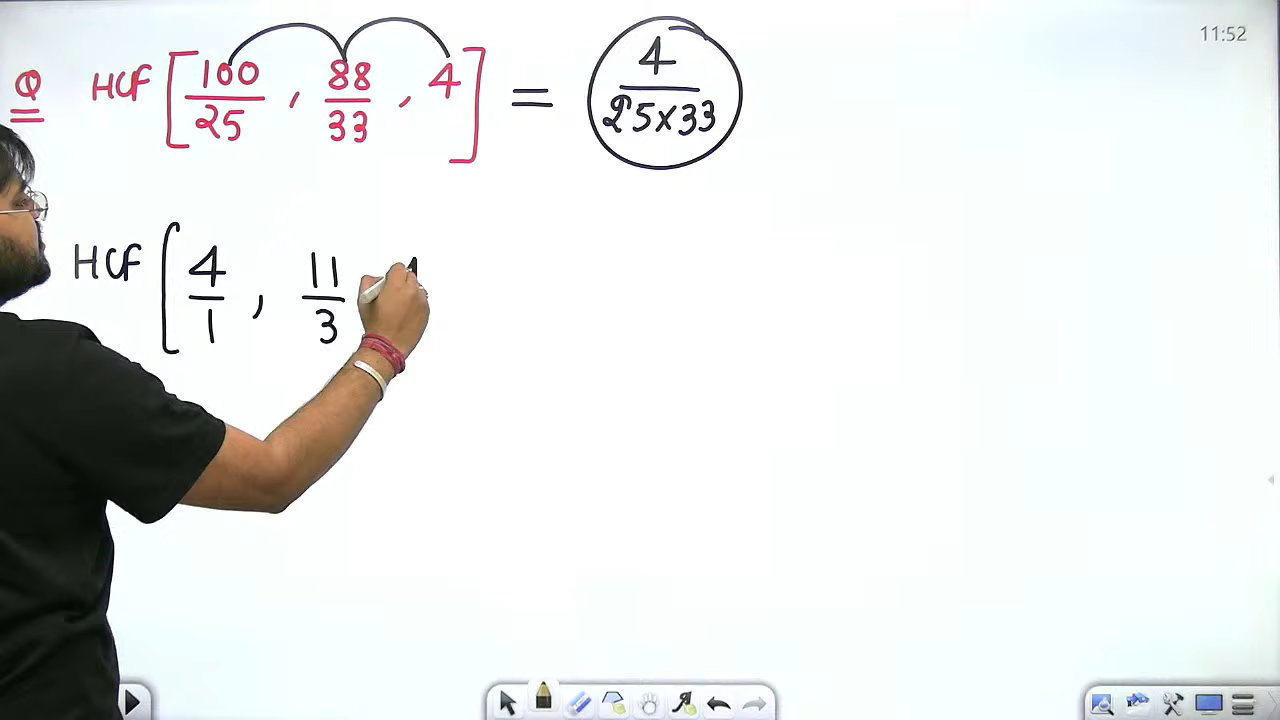 11:52
Q HCF [100/25, 88/33, 4] = 4/25×33
HCF [4/1, 11/3